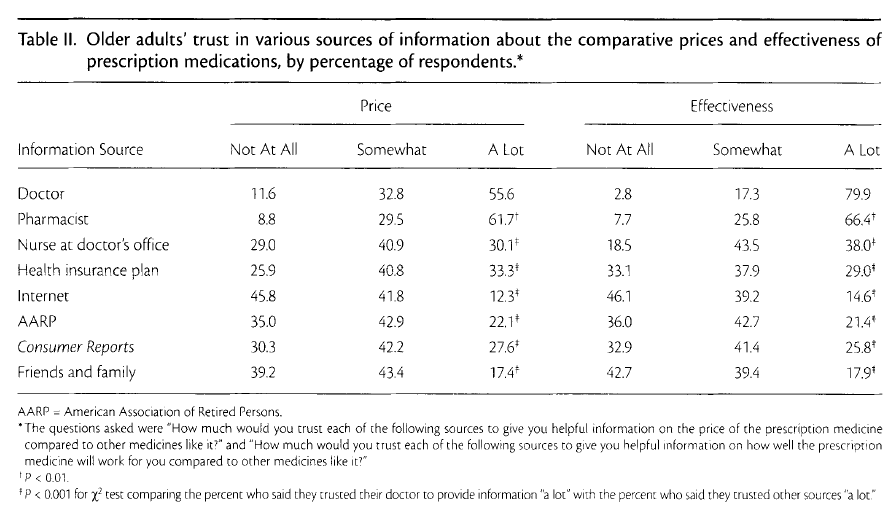 Table II. Older adults' trust in various sources of information about the comparative prices and effectiveness of
prescription medications, by percentage of respondents.*
Price Effectiveness
Information Source Not At All Somewhat A Lot Not At All Somewhat A Lot
Doctor 11.6 32.8 55.6 2.8 17.3 79.9
Pharmacist 8.8 29.5 61.7† 7.7 25.8 66.4†
Nurse at doctor's office 29.0 40.9 30.1‡ 18.5 43.5 38.0‡
Health insurance plan 25.9 40.8 33.3‡ 33.1 37.9 29.0‡
Internet 45.8 41.8 12.3‡ 46.1 39.2 14.6‡
AARP 35.0 42.9 22.1‡ 36.0 42.7 21.4‡
Consumer Reports 30.3 42.2 27.6‡ 32.9 41.4 25.8‡
Friends and family 39.2 43.4 17.4‡ 42.7 39.4 17.9‡
AARP = American Association of Retired Persons.
*The questions asked were "How much would you trust each of the following sources to give you helpful information on the price of the prescription medicine
compared to other medicines like it?" and "How much would you trust each of the following sources to give you helpful information on how well the prescription
medicine will work for you compared to other medicines like it?"
†P < 0.01.
‡P < 0.001 for χ² test comparing the percent who said they trusted their doctor to provide information "a lot" with the percent who said they trusted other sources "a lot."